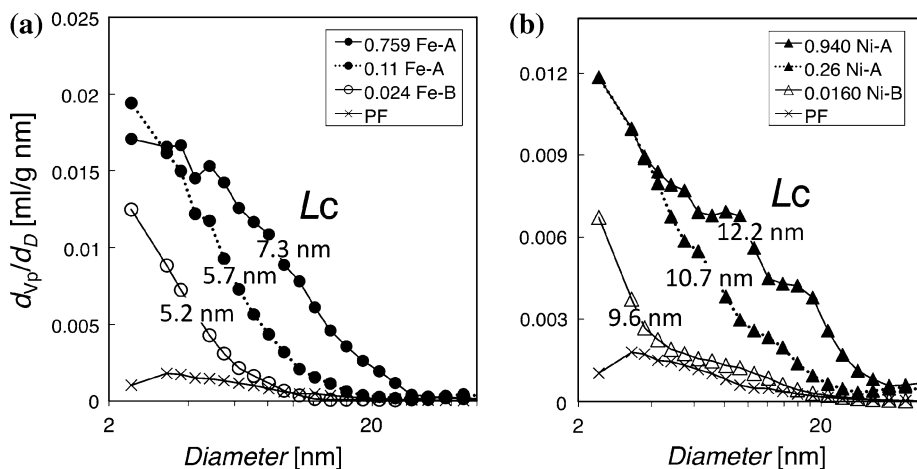 (a)
0.025
0.02
0.015
0.01
0.005
0
dVp/dD [ml/g nm]
0.759 Fe-A
0.11 Fe-A
0.024 Fe-B
PF
Lc
7.3 nm
5.7 nm
5.2 nm
2
20
Diameter [nm]
(b)
0.012
0.009
0.006
0.003
0.000
0.940 Ni-A
0.26 Ni-A
0.0160 Ni-B
PF
Lc
12.2 nm
10.7 nm
9.6 nm
2
20
Diameter [nm]